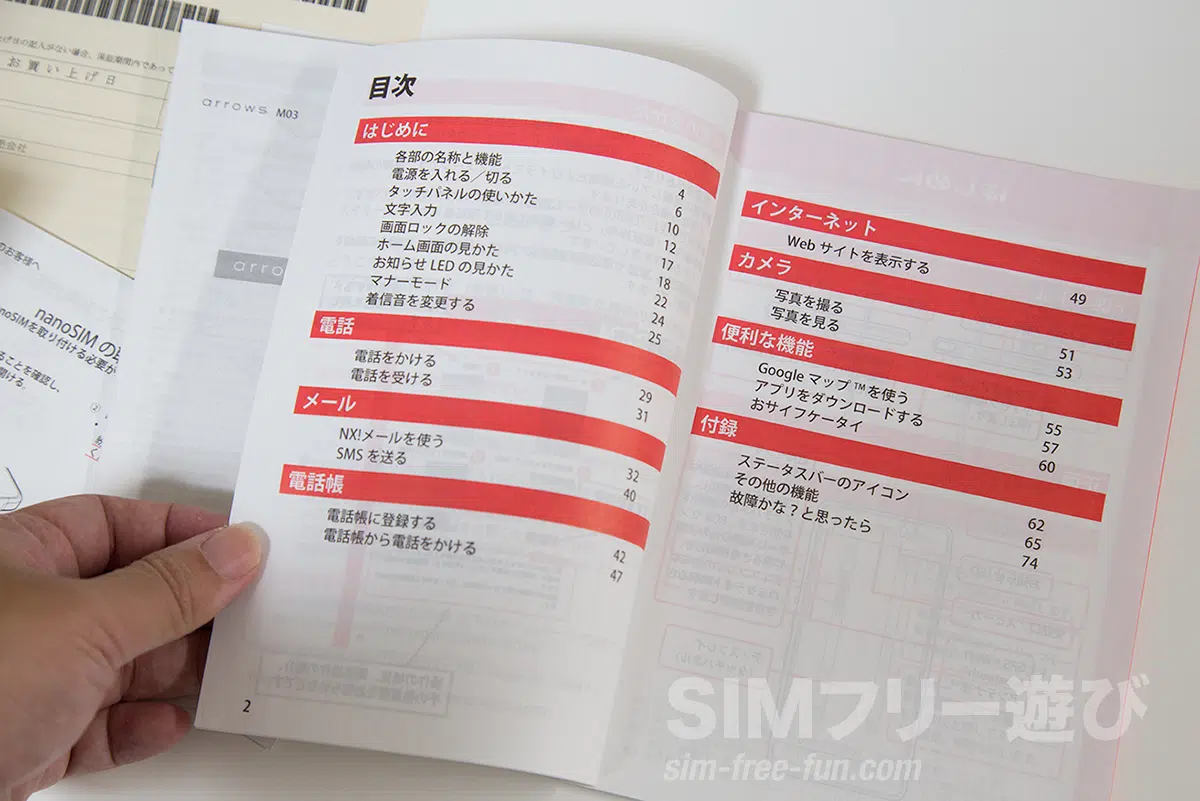 お買い上げ日
arrows M03
arro
のお客様へ
nanoSIM の
目次
はじめに
各部の名称と機能 4
電源を入れる／切る 6
タッチパネルの使いかた 10
文字入力 12
画面ロックの解除 17
ホーム画面の見かた 18
お知らせ LED の見かた 22
マナーモード 24
着信音を変更する 25
電話
電話をかける 29
電話を受ける 31
メール
NX!メールを使う 32
SMS を送る 40
電話帳
電話帳に登録する 42
電話帳から電話をかける 47
2
インターネット
Web サイトを表示する 49
カメラ
写真を撮る 51
写真を見る 53
便利な機能
Google マップ™を使う 55
アプリをダウンロードする 57
おサイフケータイ 60
付録
ステータスバーのアイコン 62
その他の機能 65
故障かな？と思ったら 74
SIMフリー遊び
sim-free-fun.com